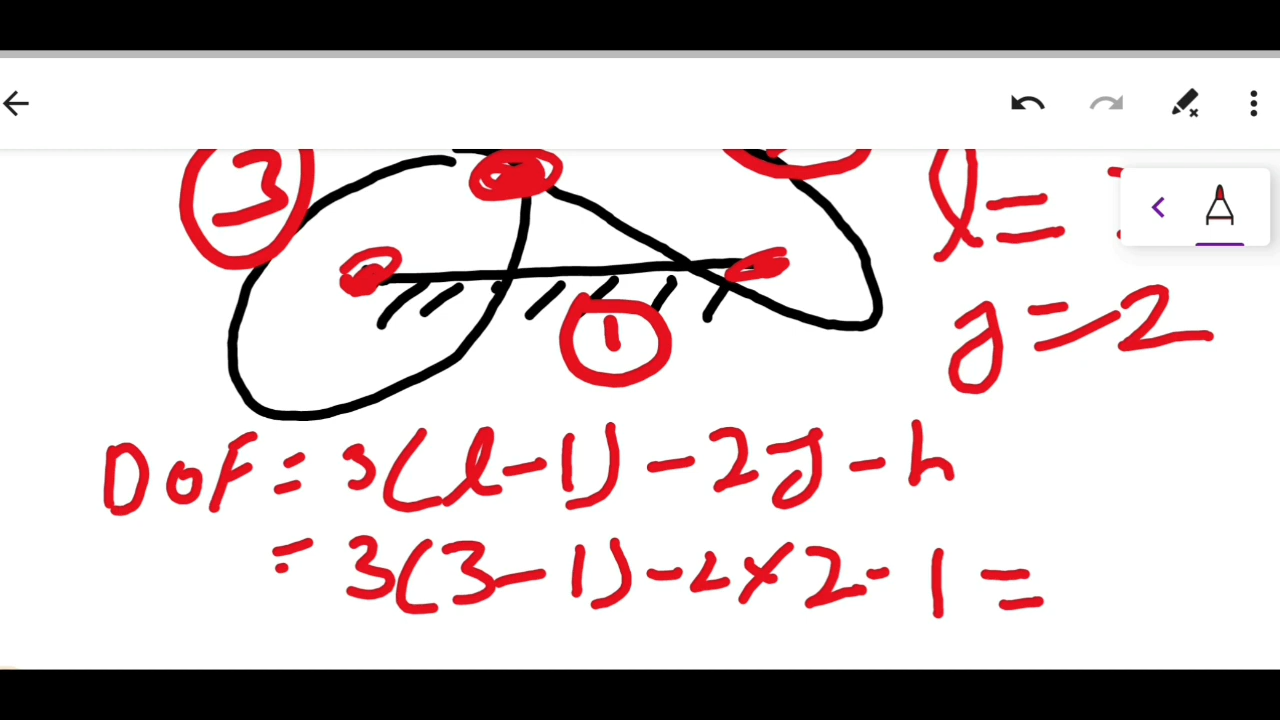 3
l =
j = 2
1
DOF = 3(l - 1) - 2j - h
= 3(3 - 1) - 2 × 2 - 1 =